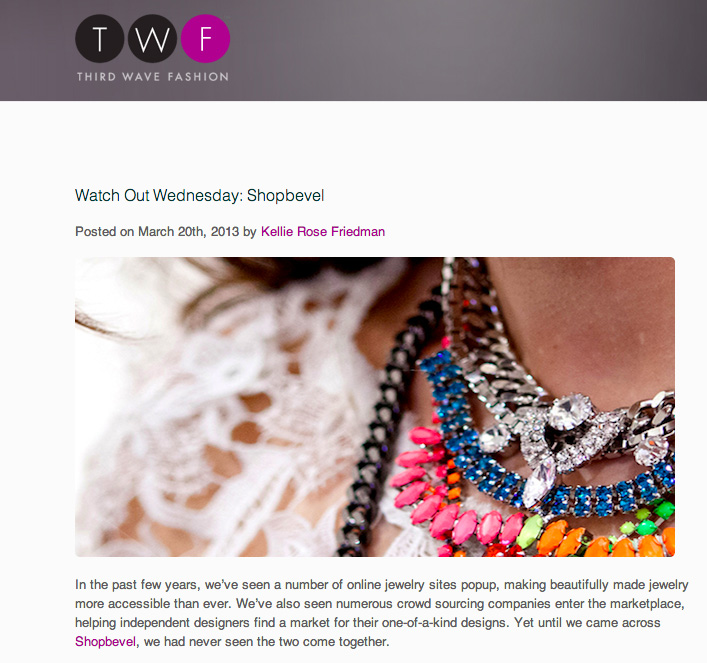 T W F
THIRD WAVE FASHION
Watch Out Wednesday: Shopbevel
Posted on March 20th, 2013 by Kellie Rose Friedman
In the past few years, we've seen a number of online jewelry sites popup, making beautifully made jewelry
more accessible than ever. We've also seen numerous crowd sourcing companies enter the marketplace,
helping independent designers find a market for their one-of-a-kind designs. Yet until we came across
Shopbevel, we had never seen the two come together.